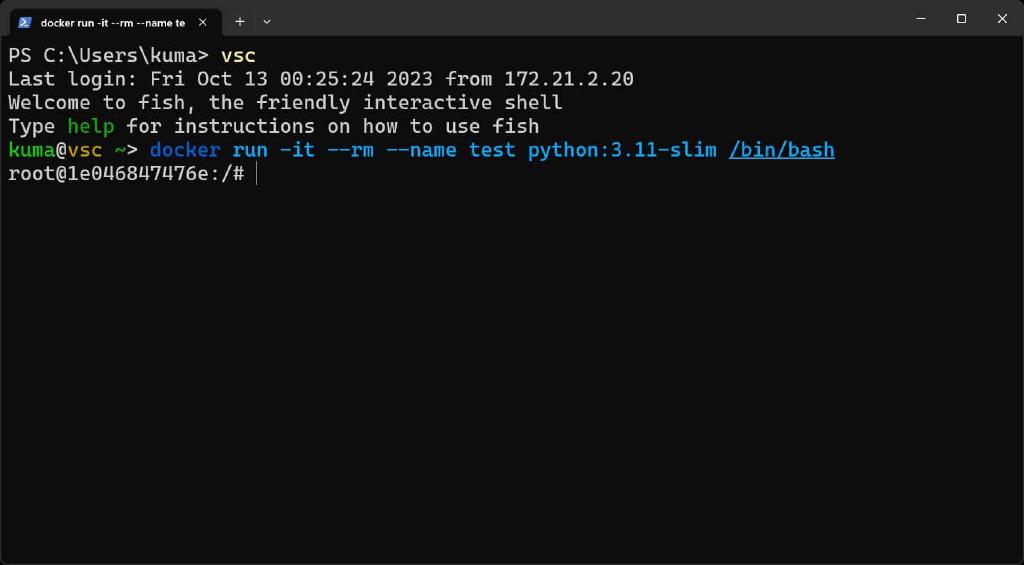 docker run -it --rm --name te
PS C:\Users\kuma> vsc
Last login: Fri Oct 13 00:25:24 2023 from 172.21.2.20
Welcome to fish, the friendly interactive shell
Type help for instructions on how to use fish
kuma@vsc ~> docker run -it --rm --name test python:3.11-slim /bin/bash
root@1e046847476e:/#